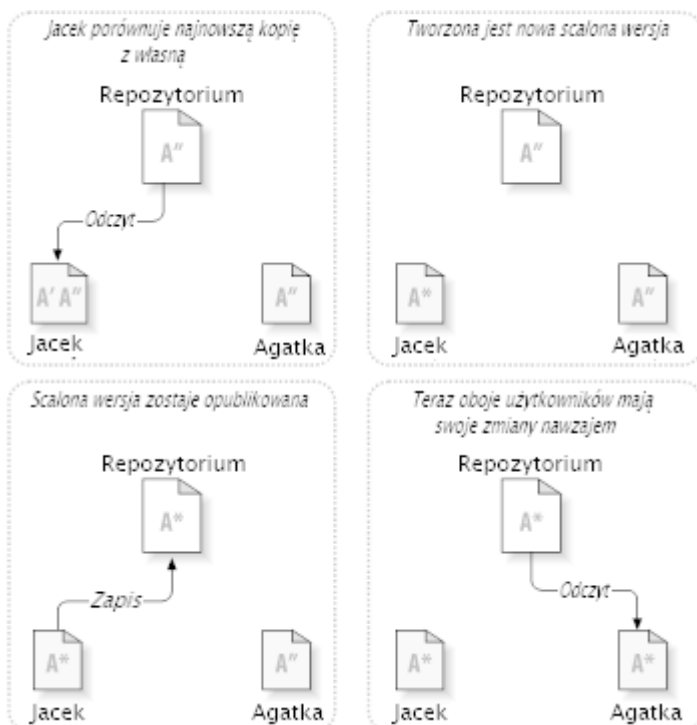 Jacek porównuje najnowszą kopię
z własną
Repozytorium
A”
Odczyt
A’ A”
A”
Jacek
Agatka
Tworzona jest nowa scalona wersja
Repozytorium
A”
A*
A”
Jacek
Agatka
Scalona wersja zostaje opublikowana
Repozytorium
A*
Zapis
A*
A”
Jacek
Agatka
Teraz oboje użytkowników mają
swoje zmiany nawzajem
Repozytorium
A*
Odczyt
A*
A*
Jacek
Agatka